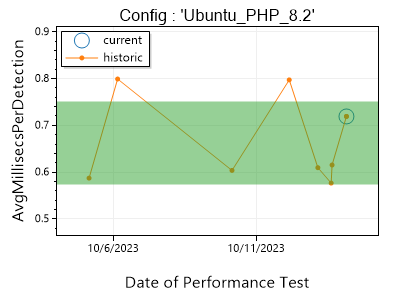 Config : 'Ubuntu_PHP_8.2'
current
historic
0.9
0.8
0.7
0.6
0.5
AvgMillisecsPerDetection
10/6/2023
10/11/2023
Date of Performance Test